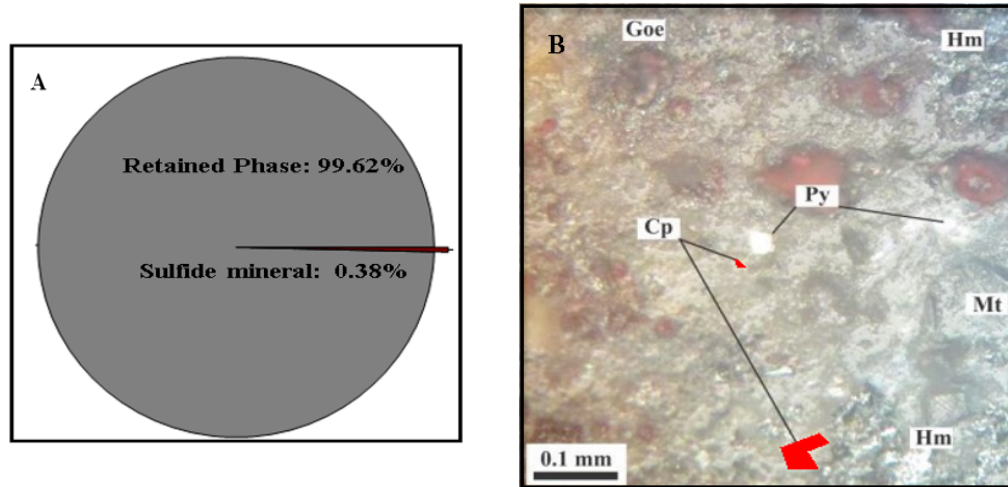 A
Retained Phase: 99.62%
Sulfide mineral: 0.38%
B
Goe
Hm
Py
Cp
Mt
Hm
0.1 mm